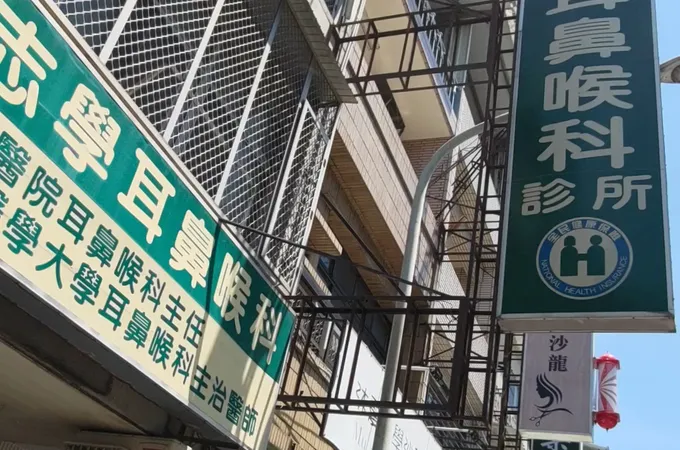 志學耳鼻喉科
醫院耳鼻喉科主任
醫學大學耳鼻喉科主治醫師
耳鼻喉科
診所
全民健康保險
NATIONAL HEALTH INSURANCE
沙龍